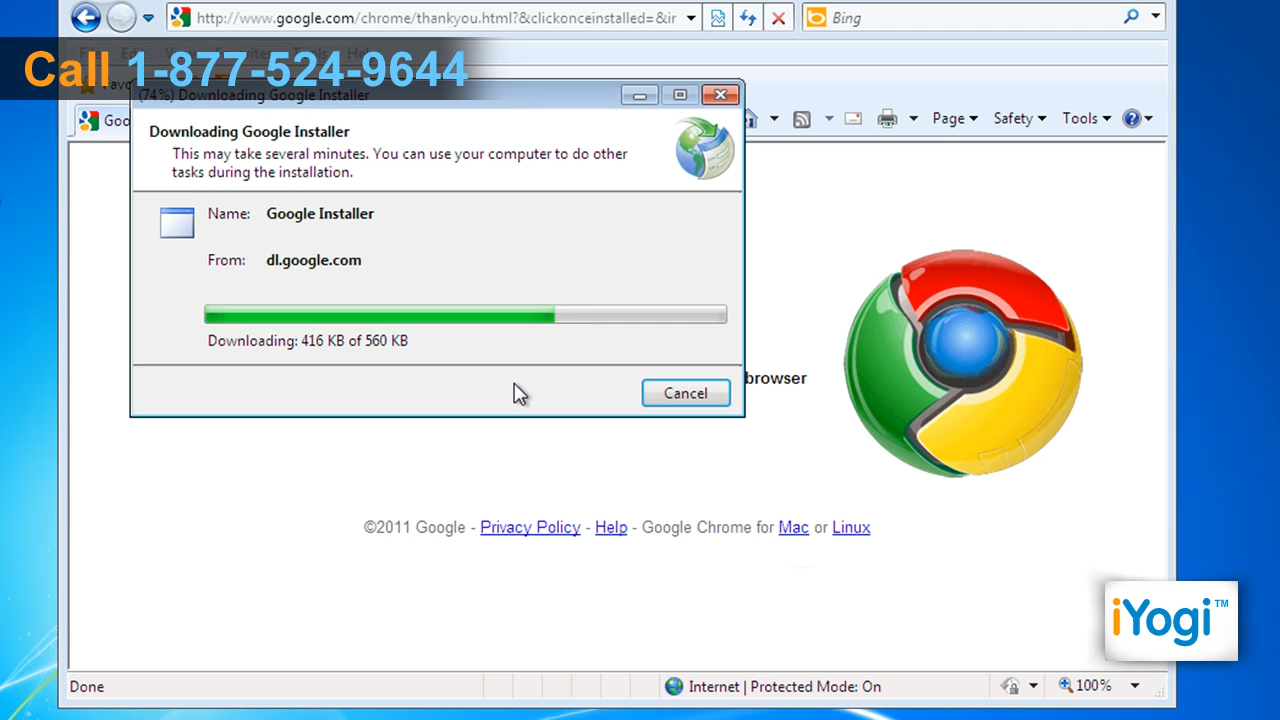 http://www.google.com/chrome/thankyou.html?&clickonceinstalled=&ir
Bing
Call 1-877-524-9644
(74%) Downloading Google Installer
Goo
Page
Safety
Tools
Downloading Google Installer
This may take several minutes. You can use your computer to do other
tasks during the installation.
Name: Google Installer
From: dl.google.com
Downloading: 416 KB of 560 KB
Cancel
browser
©2011 Google - Privacy Policy - Help - Google Chrome for Mac or Linux
iYogi™
Done
Internet | Protected Mode: On
100%